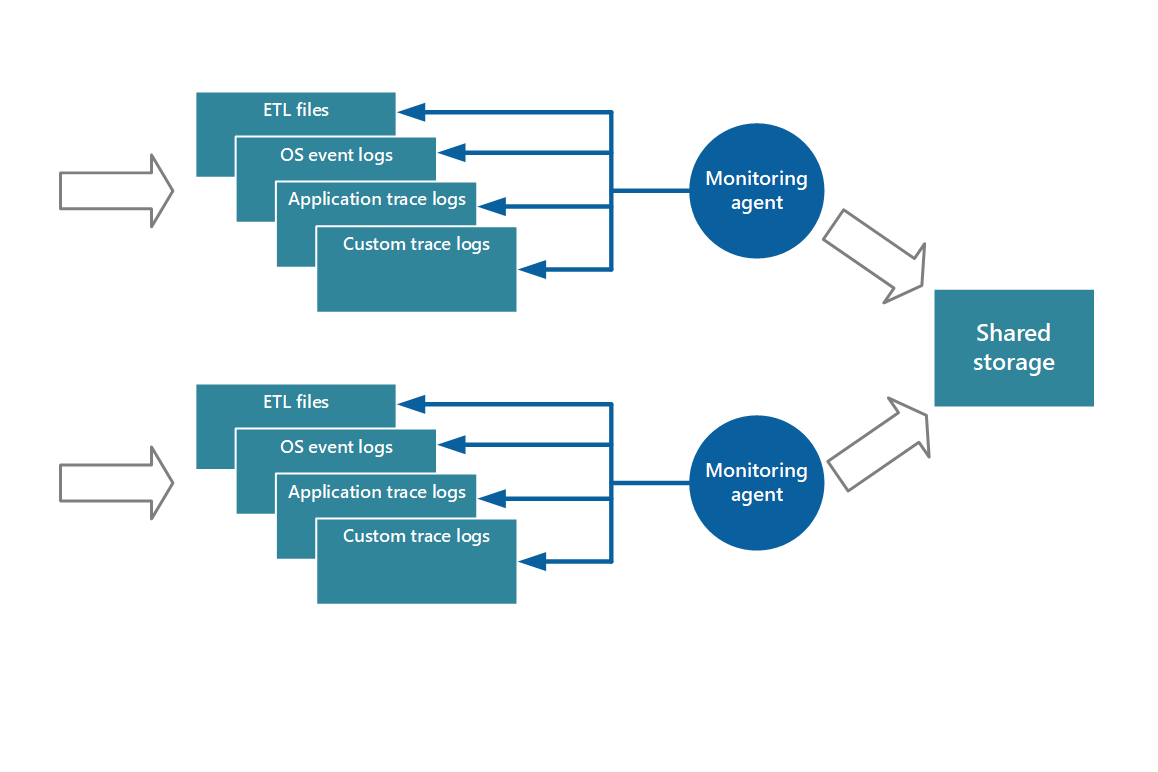 ETL files
OS event logs
Application trace logs
Custom trace logs
Monitoring
agent
Shared
storage
ETL files
OS event logs
Application trace logs
Custom trace logs
Monitoring
agent